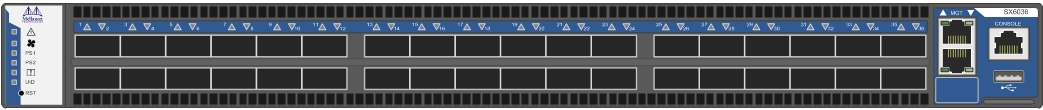 Mellanox
1 2 3 4 5 6 7 8 9 10 11 12 13 14 15 16 17 18 19 20 21 22 23 24 25 26 27 28 29 30 31 32 33 34 35 36
MGT
SX6036
CONSOLE
PS1
PS2
UID
RST